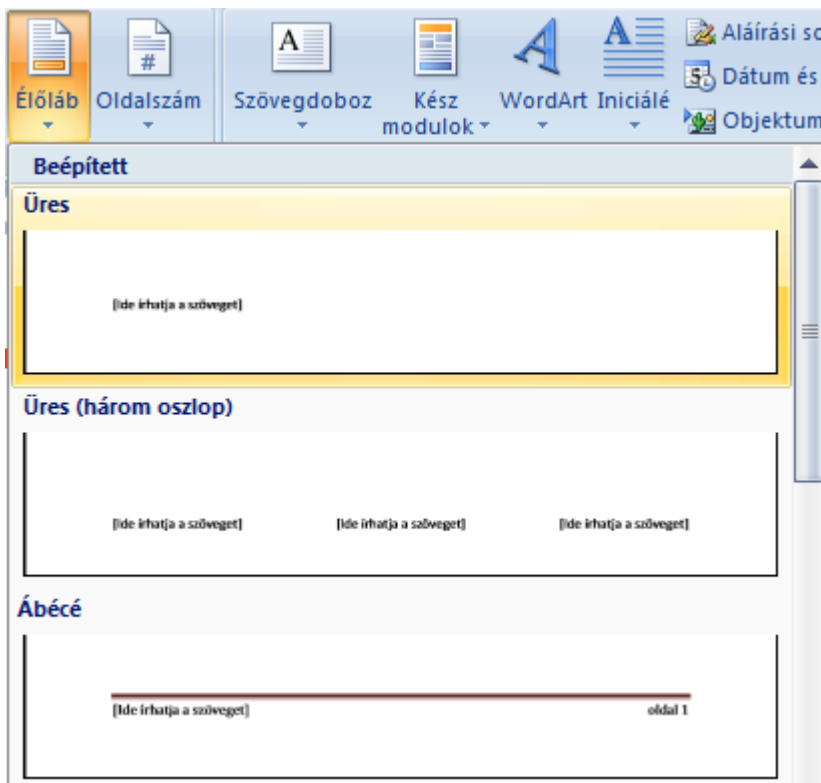 Élőláb Oldalszám Szövegdoboz Kész modulok WordArt Iniciálé
Aláírási so
Dátum és
Objektum
Beépített
Üres
[Ide írhatja a szöveget]
Üres (három oszlop)
[Ide írhatja a szöveget] [Ide írhatja a szöveget] [Ide írhatja a szöveget]
Ábécé
[Ide írhatja a szöveget] oldal 1